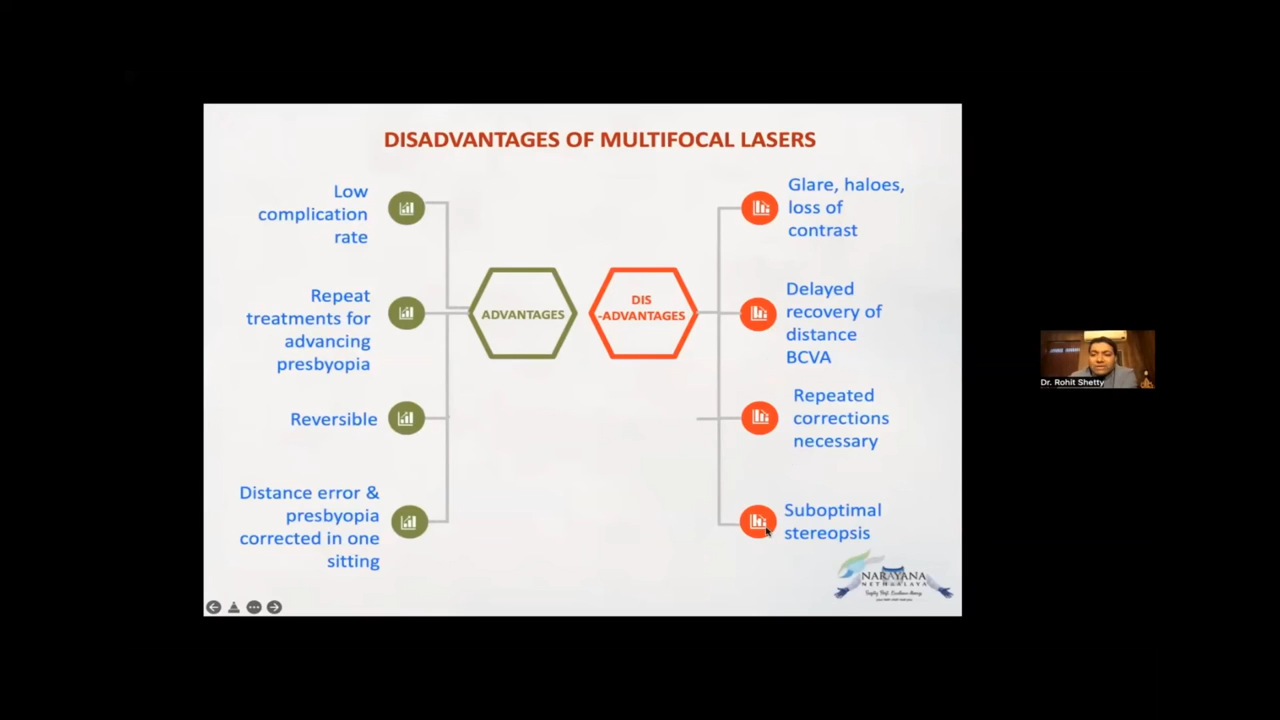 DISADVANTAGES OF MULTIFOCAL LASERS
Low
complication
rate
Repeat
treatments for
advancing
presbyopia
Reversible
Distance error &
presbyopia
corrected in one
sitting
ADVANTAGES
DIS
-ADVANTAGES
Glare, haloes,
loss of
contrast
Delayed
recovery of
distance
BCVA
Repeated
corrections
necessary
Suboptimal
stereopsis
NARAYANA
NETHRALAYA
Dr. Rohit Shetty